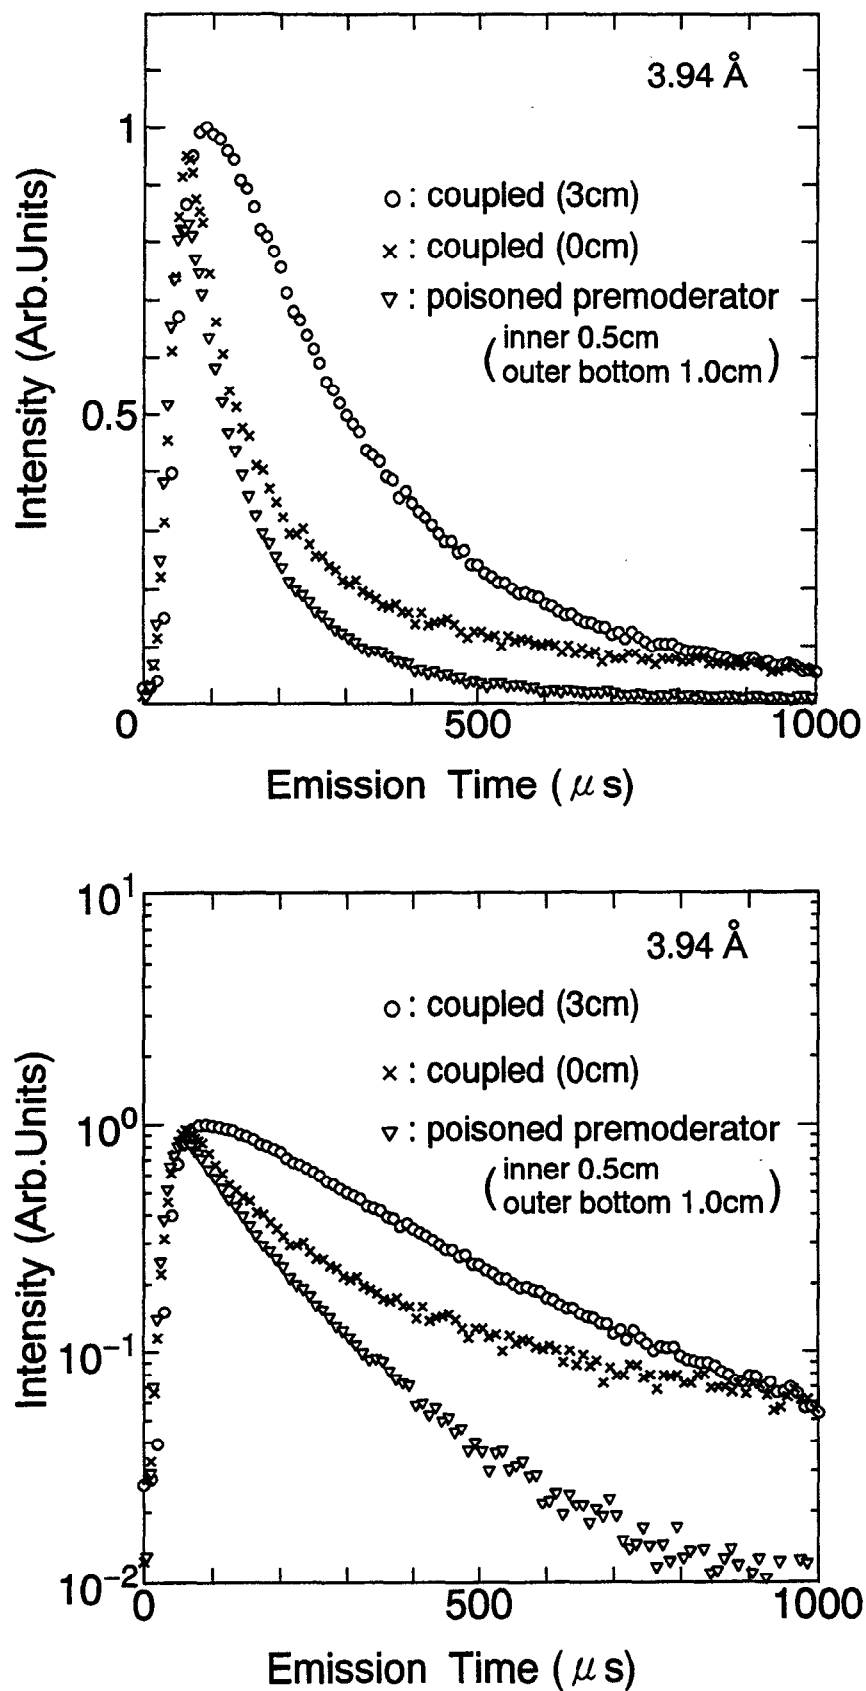 3.94 Å
1
○ : coupled (3cm)
× : coupled (0cm)
▽ : poisoned premoderator
( inner 0.5cm
outer bottom 1.0cm )
0.5
Intensity (Arb.Units)
0 500 1000
Emission Time (μs)
10¹
3.94 Å
○ : coupled (3cm)
× : coupled (0cm)
10⁰
▽ : poisoned premoderator
( inner 0.5cm
outer bottom 1.0cm )
Intensity (Arb.Units)
10⁻¹
10⁻²
0 500 1000
Emission Time (μs)